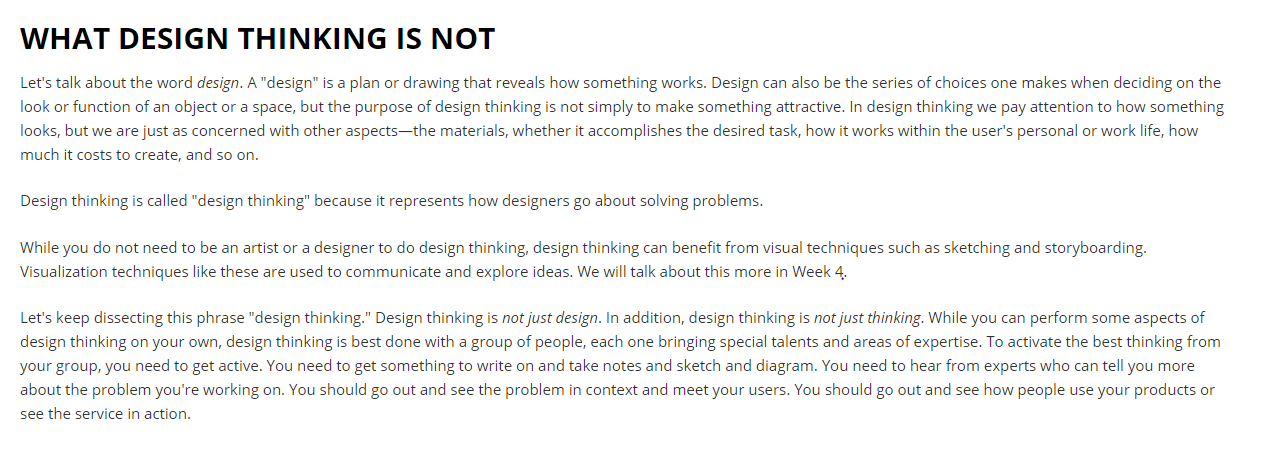 WHAT DESIGN THINKING IS NOT
Let's talk about the word design. A "design" is a plan or drawing that reveals how something works. Design can also be the series of choices one makes when deciding on the
look or function of an object or a space, but the purpose of design thinking is not simply to make something attractive. In design thinking we pay attention to how something
looks, but we are just as concerned with other aspects—the materials, whether it accomplishes the desired task, how it works within the user's personal or work life, how
much it costs to create, and so on.
Design thinking is called "design thinking" because it represents how designers go about solving problems.
While you do not need to be an artist or a designer to do design thinking, design thinking can benefit from visual techniques such as sketching and storyboarding.
Visualization techniques like these are used to communicate and explore ideas. We will talk about this more in Week 4.
Let's keep dissecting this phrase "design thinking." Design thinking is not just design. In addition, design thinking is not just thinking. While you can perform some aspects of
design thinking on your own, design thinking is best done with a group of people, each one bringing special talents and areas of expertise. To activate the best thinking from
your group, you need to get active. You need to get something to write on and take notes and sketch and diagram. You need to hear from experts who can tell you more
about the problem you're working on. You should go out and see the problem in context and meet your users. You should go out and see how people use your products or
see the service in action.